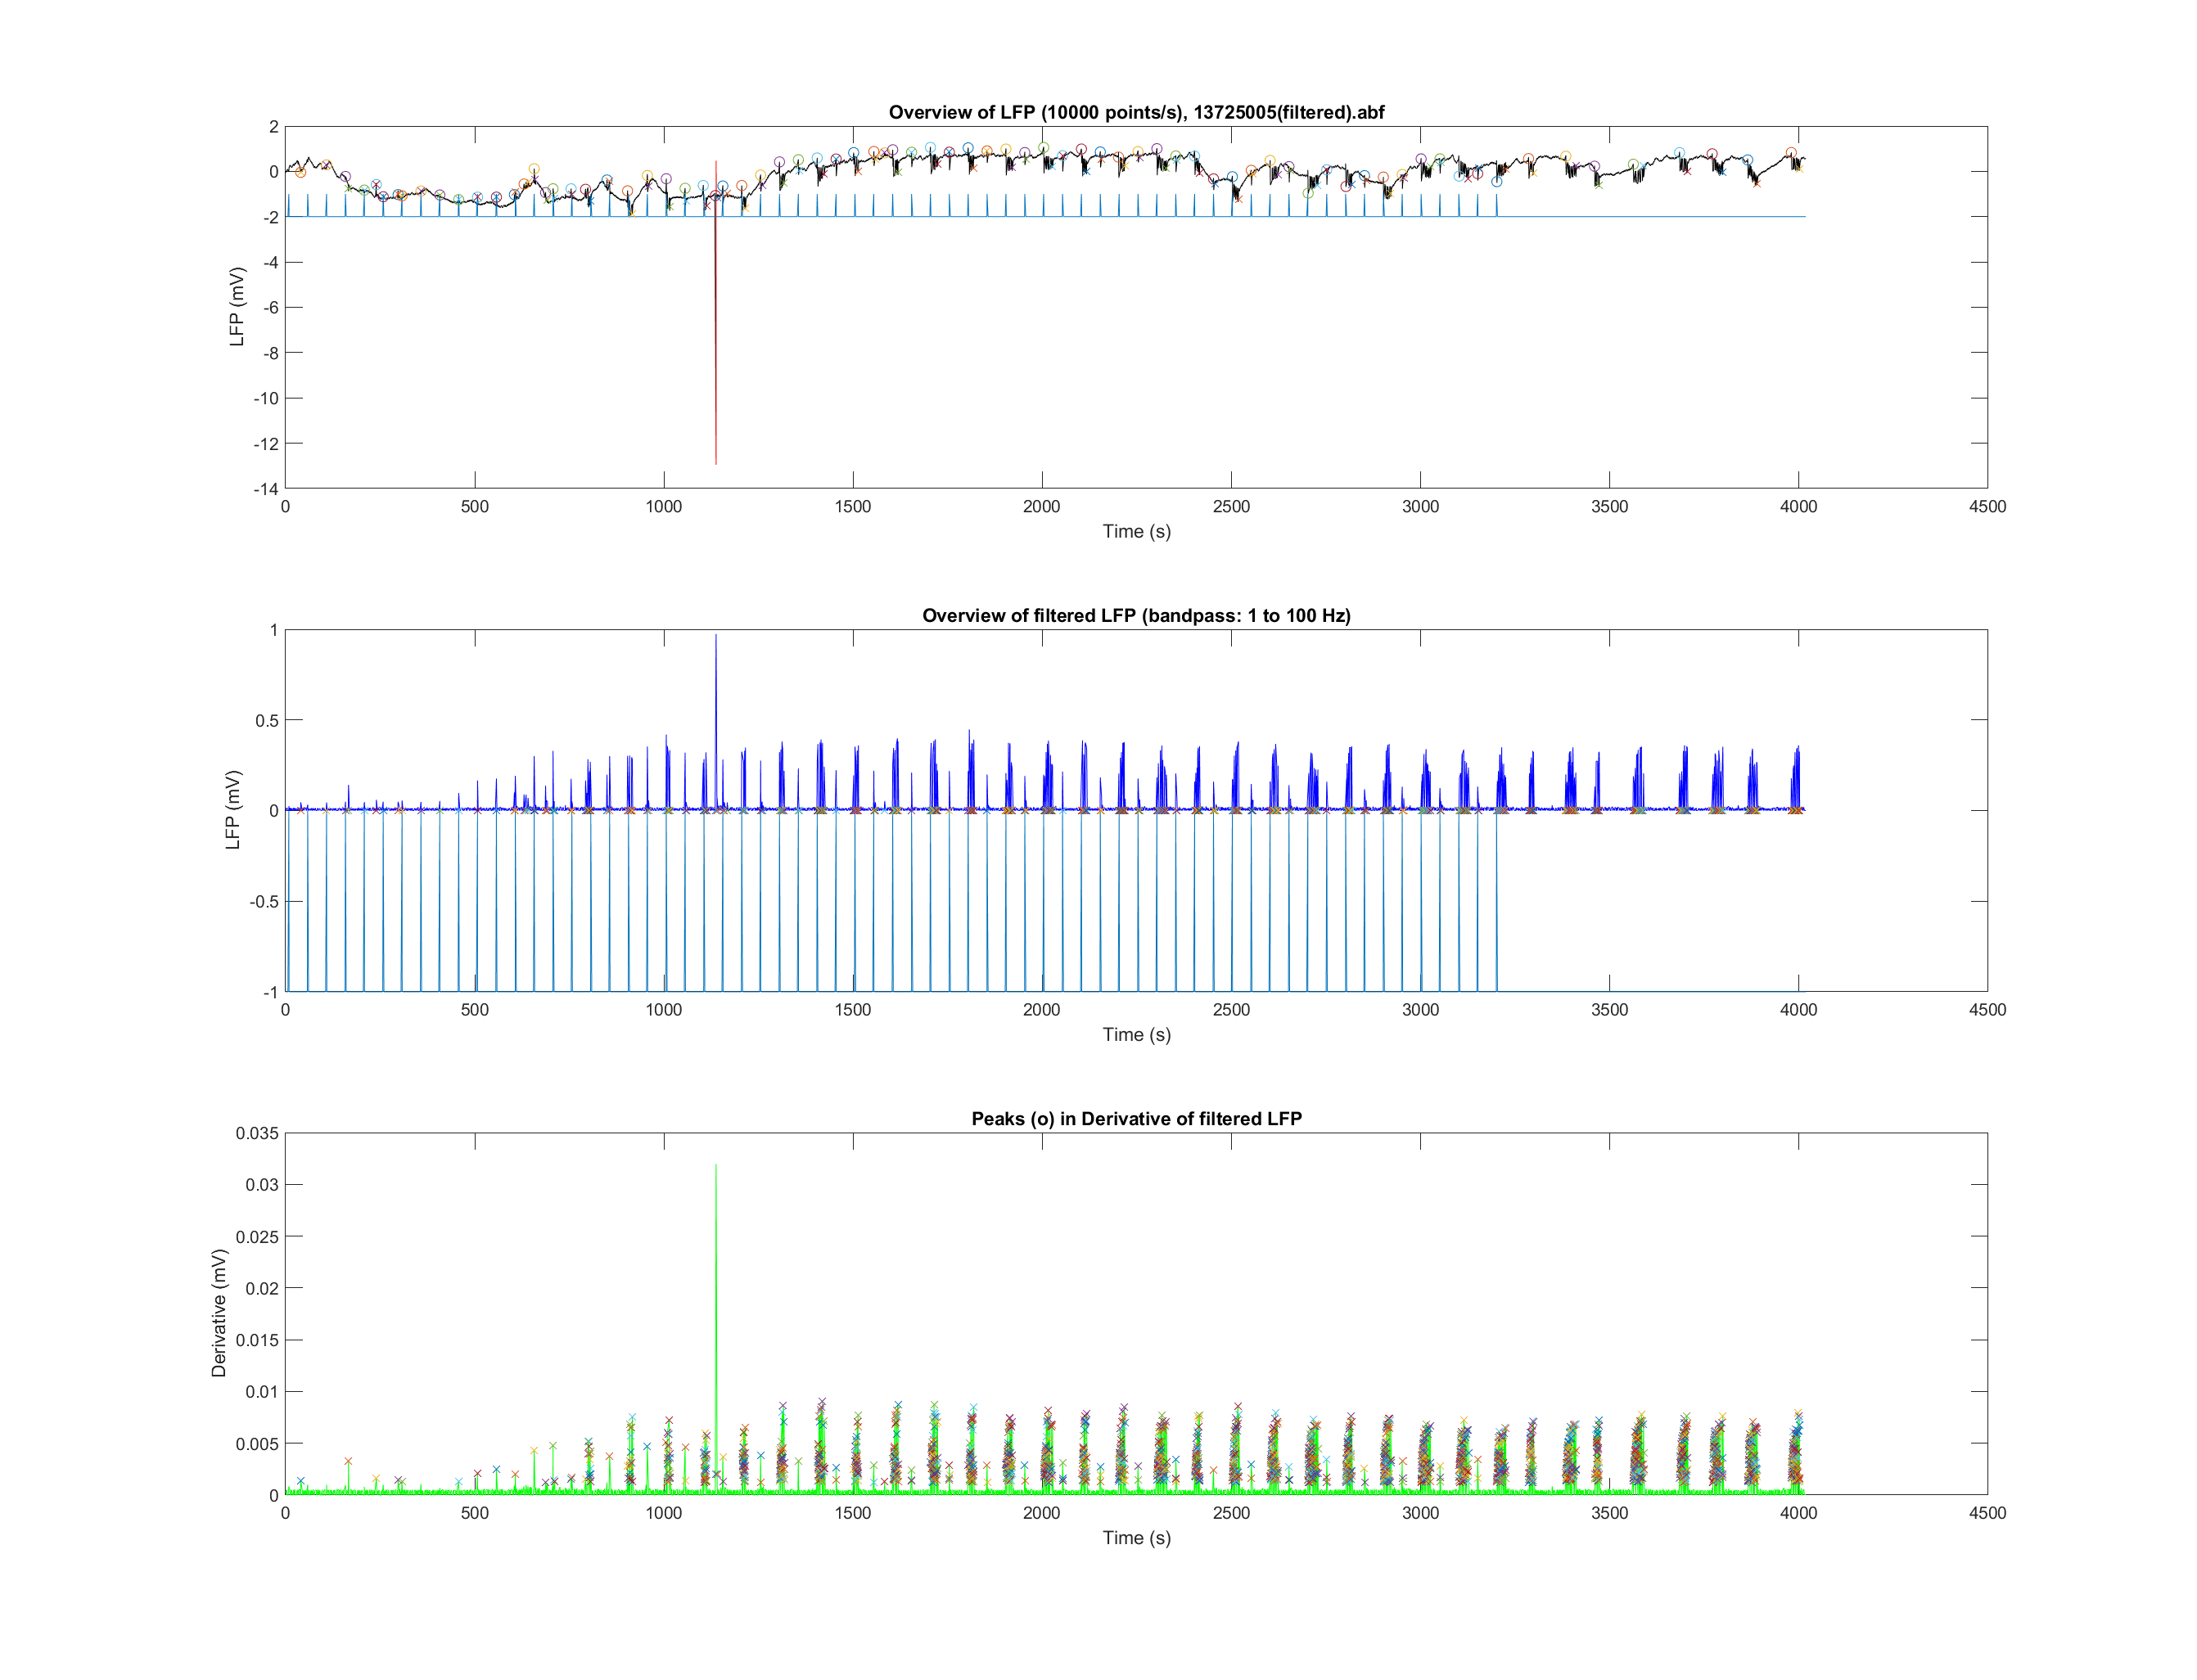 Overview of LFP (10000 points/s), 13725005(filtered).abf
2
0
-2
-4
-6
-8
-10
-12
-14
LFP (mV)
0 500 1000 1500 2000 2500 3000 3500 4000 4500
Time (s)
Overview of filtered LFP (bandpass: 1 to 100 Hz)
1
0.5
0
-0.5
-1
LFP (mV)
0 500 1000 1500 2000 2500 3000 3500 4000 4500
Time (s)
Peaks (o) in Derivative of filtered LFP
0.035
0.03
0.025
0.02
0.015
0.01
0.005
0
Derivative (mV)
0 500 1000 1500 2000 2500 3000 3500 4000 4500
Time (s)